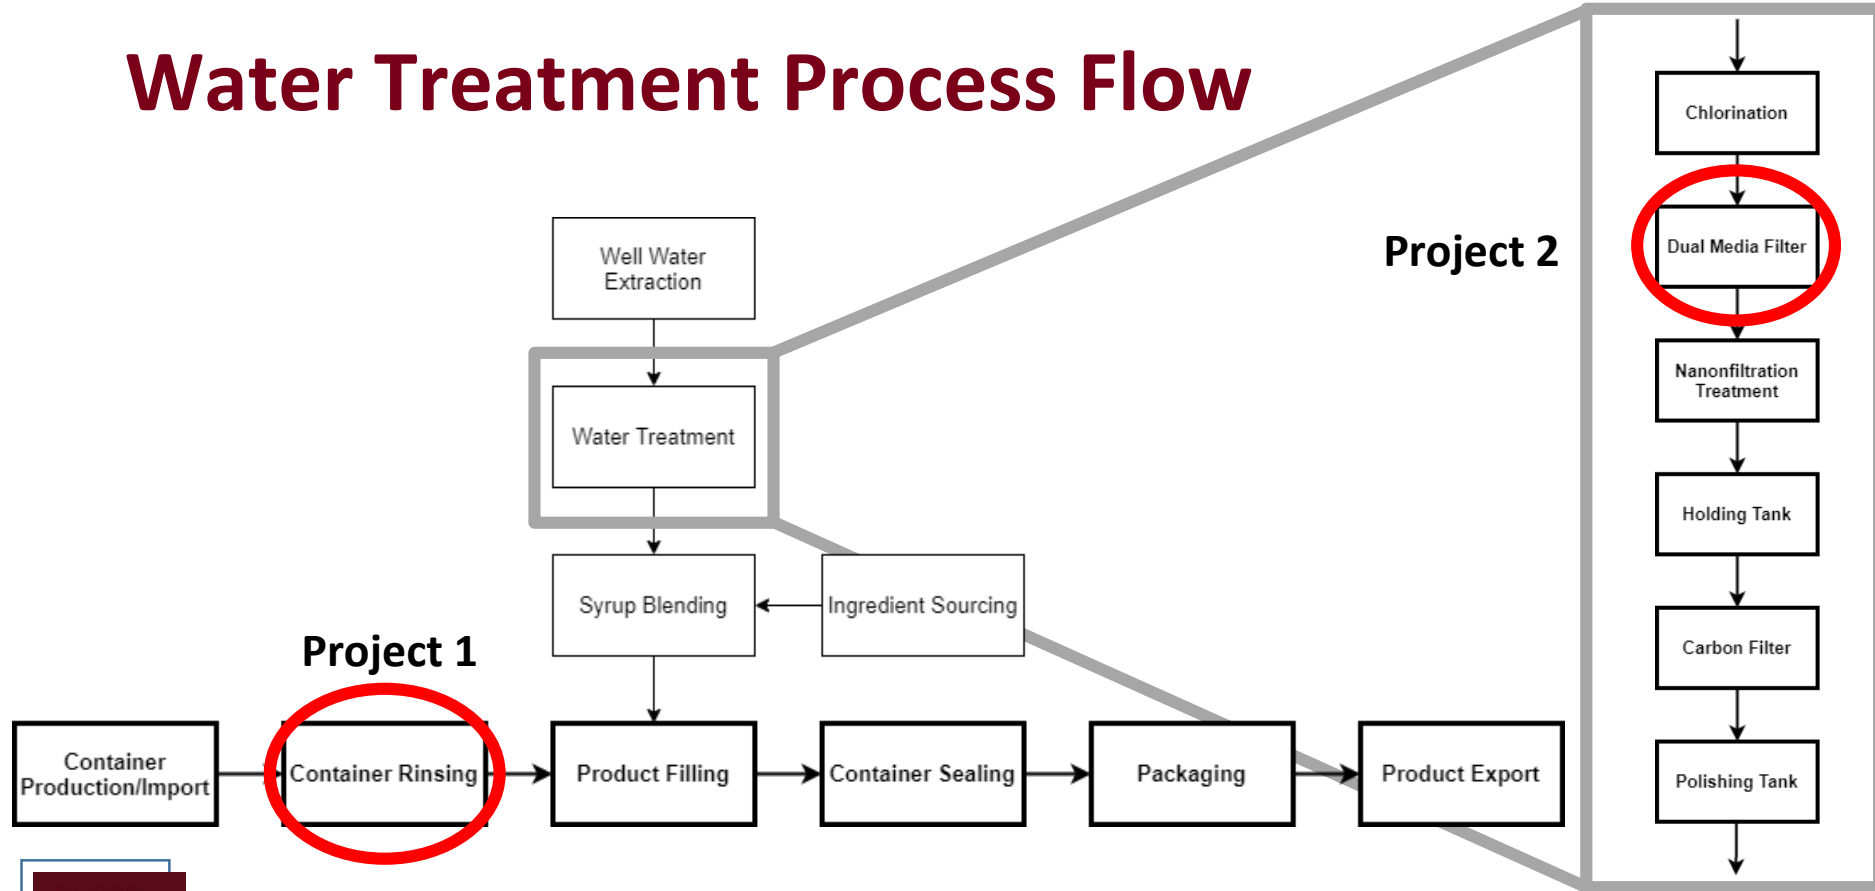 Water Treatment Process Flow
Well Water
Extraction
Water Treatment
Syrup Blending
Ingredient Sourcing
Project 1
Container
Production/Import
Container Rinsing
Product Filling
Container Sealing
Packaging
Product Export
Project 2
Chlorination
Dual Media Filter
Nanonfiltration
Treatment
Holding Tank
Carbon Filter
Polishing Tank